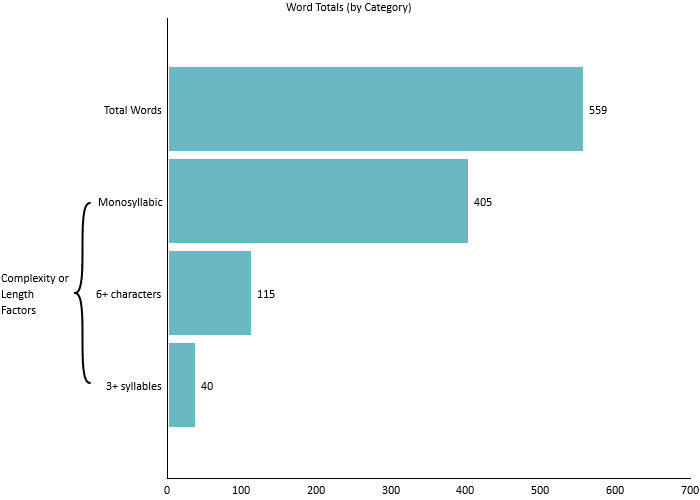 Word Totals (by Category)
Total Words
559
Monosyllabic
405
Complexity or
Length
Factors
6+ characters
115
3+ syllables
40
0 100 200 300 400 500 600 700